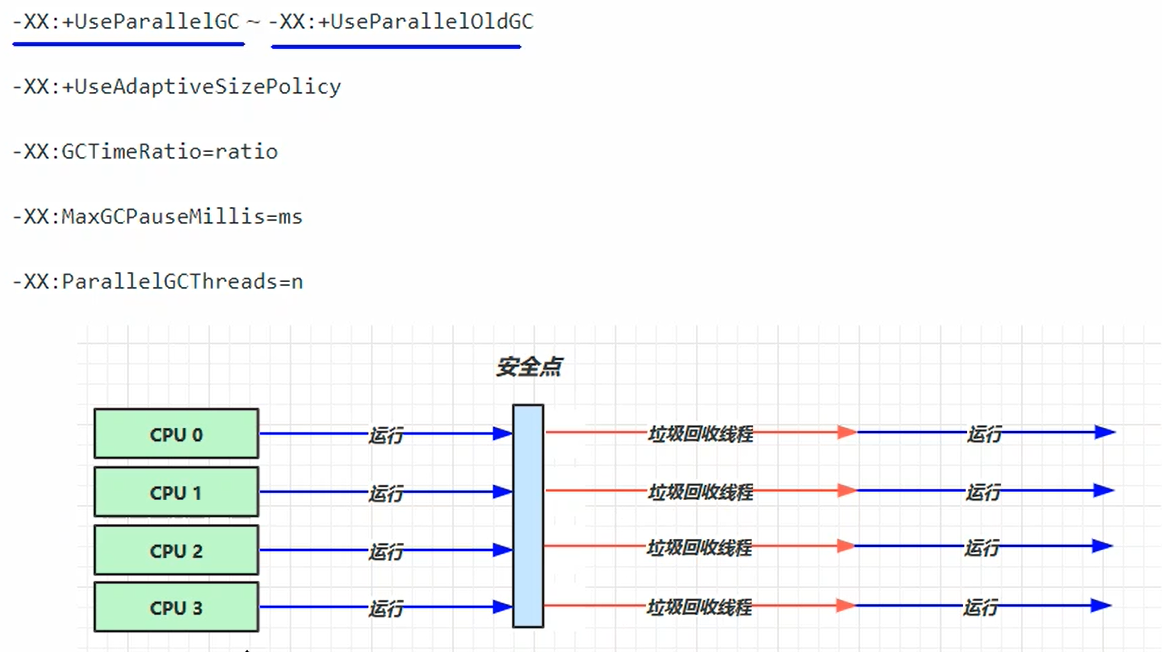 -XX:+UseParallelGC ~ -XX:+UseParallelOldGC
-XX:+UseAdaptiveSizePolicy
-XX:GCTimeRatio=ratio
-XX:MaxGCPauseMillis=ms
-XX:ParallelGCThreads=n
安全点
CPU 0 运行 垃圾回收线程 运行
CPU 1 运行 垃圾回收线程 运行
CPU 2 运行 垃圾回收线程 运行
CPU 3 运行 垃圾回收线程 运行